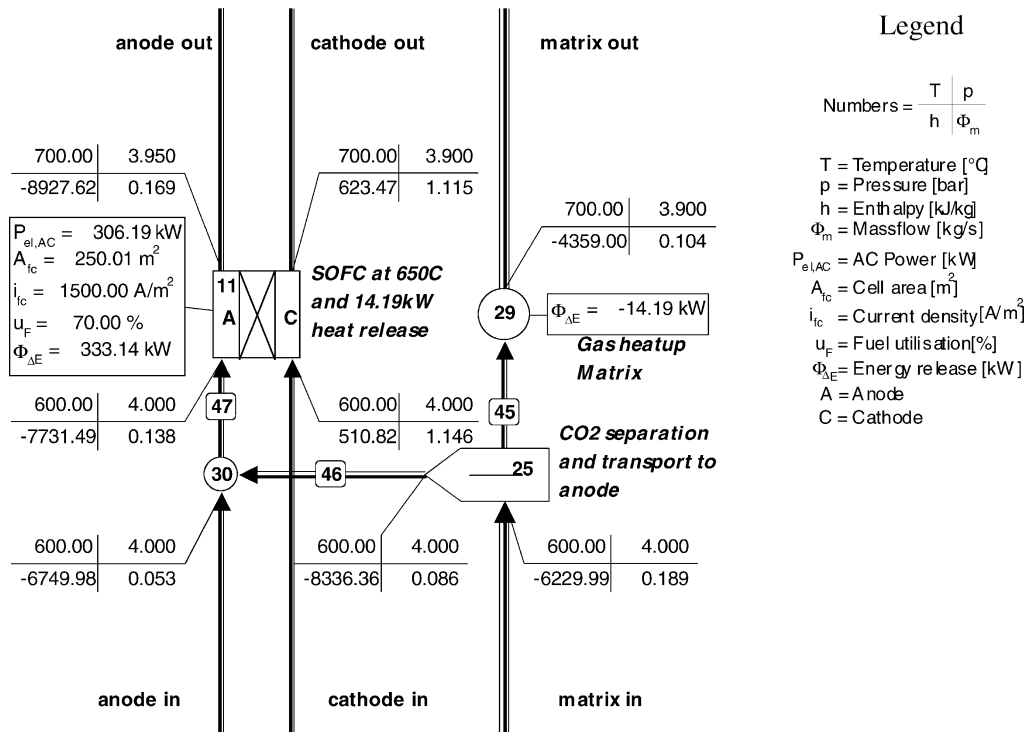 anode out
cathode out
matrix out
Legend
Numbers = T p
h Φm
700.00 3.950
-8927.62 0.169
700.00 3.900
623.47 1.115
700.00 3.900
-4359.00 0.104
Pel,AC = 306.19 kW
Afc = 250.01 m2
ifc = 1500.00 A/m2
uF = 70.00 %
ΦΔE = 333.14 kW
11
A
C
SOFC at 650C
and 14.19kW
heat release
29
ΦΔE = -14.19 kW
Gas heatup
Matrix
T = Temperature [°C]
p = Pressure [bar]
h = Enthalpy [kJ/kg]
Φm = Massflow [kg/s]
Pel,AC = AC Power [kW]
Afc = Cell area [m2]
ifc = Current density [A/m2]
uF = Fuel utilisation [%]
ΦΔE = Energy release [kW]
A = Anode
C = Cathode
600.00 4.000
-7731.49 0.138
47
600.00 4.000
510.82 1.146
45
CO2 separation
and transport to
anode
30
46
25
600.00 4.000
-6749.98 0.053
600.00 4.000
-8336.36 0.086
600.00 4.000
-6229.99 0.189
anode in
cathode in
matrix in